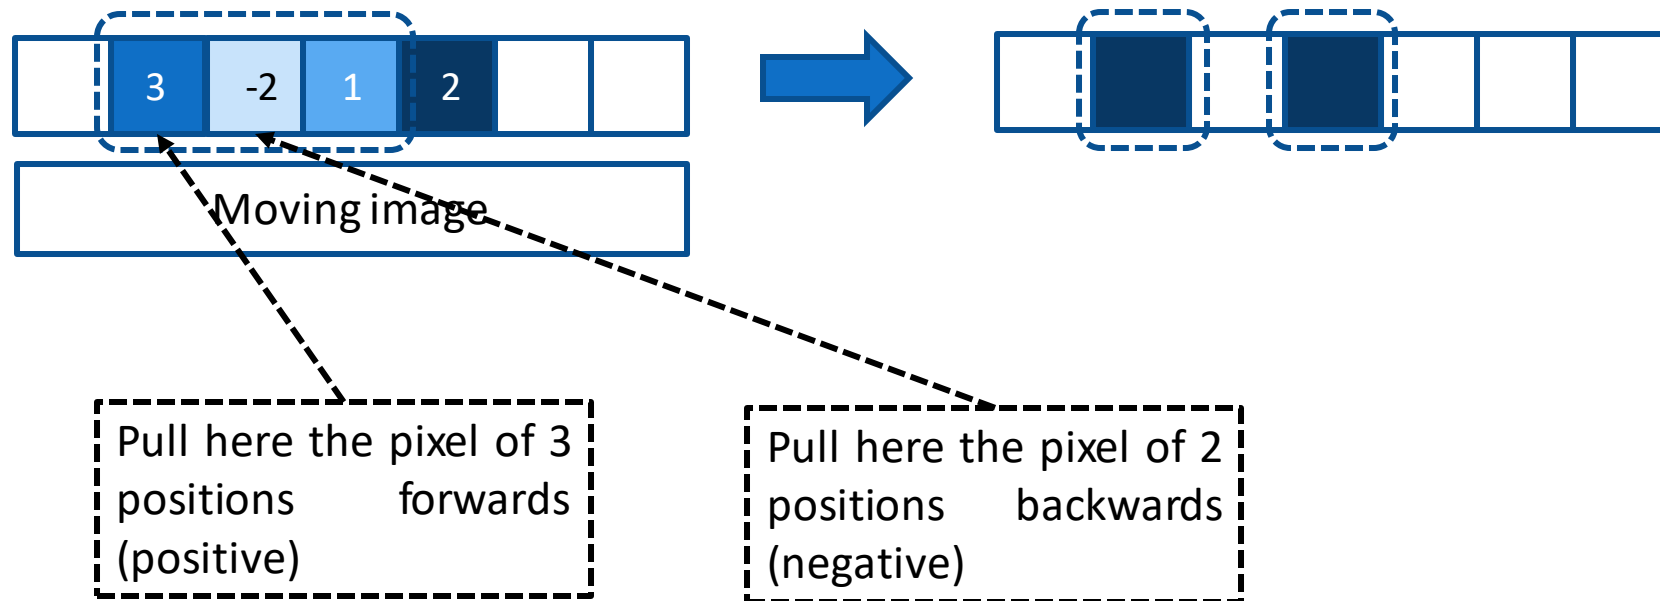 3 -2 1 2
Moving image
Pull here the pixel of 3
positions forwards
(positive)
Pull here the pixel of 2
positions backwards
(negative)